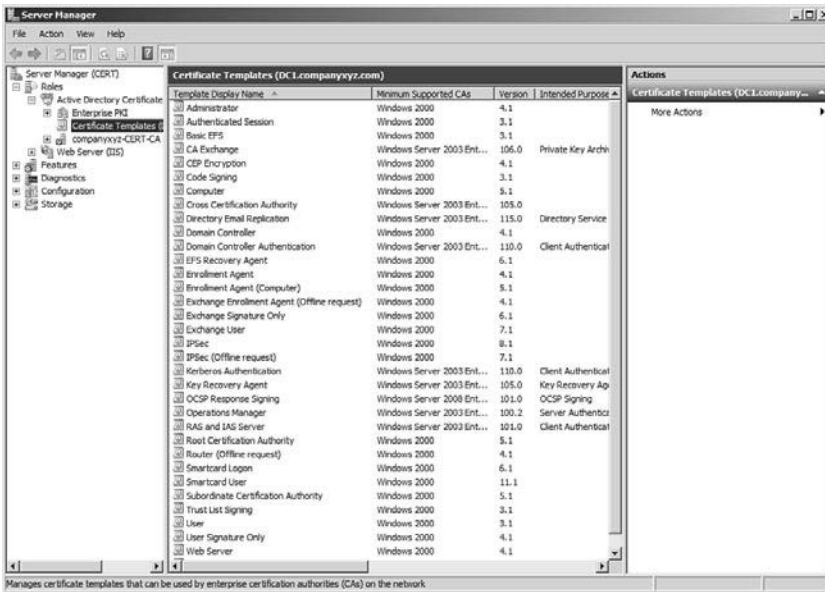 Server Manager
File Action View Help
Server Manager (CERT)
Roles
Active Directory Certificate
Enterprise PKI
Certificate Templates (
companyxyz-CERT-CA
Web Server (IIS)
Features
Diagnostics
Configuration
Storage
Certificate Templates (DC1.companyxyz.com)
Template Display Name Minimum Supported CAs Version Intended Purpose
Administrator Windows 2000 4.1
Authenticated Session Windows 2000 3.1
Basic EFS Windows 2000 3.1
CA Exchange Windows Server 2003 Ent... 106.0 Private Key Archiv
CEP Encryption Windows 2000 4.1
Code Signing Windows 2000 3.1
Computer Windows 2000 5.1
Cross Certification Authority Windows Server 2003 Ent... 105.0
Directory Email Replication Windows Server 2003 Ent... 115.0 Directory Service
Domain Controller Windows 2000 4.1
Domain Controller Authentication Windows Server 2003 Ent... 110.0 Client Authenticat
EFS Recovery Agent Windows 2000 6.1
Enrollment Agent Windows 2000 4.1
Enrollment Agent (Computer) Windows 2000 5.1
Exchange Enrollment Agent (Offline request) Windows 2000 4.1
Exchange Signature Only Windows 2000 6.1
Exchange User Windows 2000 7.1
IPSec Windows 2000 8.1
IPSec (Offline request) Windows 2000 7.1
Kerberos Authentication Windows Server 2003 Ent... 110.0 Client Authenticat
Key Recovery Agent Windows Server 2003 Ent... 105.0 Key Recovery Ag
OCSP Response Signing Windows Server 2008 Ent... 101.0 OCSP Signing
Operations Manager Windows Server 2003 Ent... 100.2 Server Authentica
RAS and IAS Server Windows Server 2003 Ent... 101.0 Client Authenticat
Root Certification Authority Windows 2000 5.1
Router (Offline request) Windows 2000 4.1
Smartcard Logon Windows 2000 6.1
Smartcard User Windows 2000 11.1
Subordinate Certification Authority Windows 2000 5.1
Trust List Signing Windows 2000 3.1
User Windows 2000 3.1
User Signature Only Windows 2000 4.1
Web Server Windows 2000 4.1
Actions
Certificate Templates (DC1.company...
More Actions
Manages certificate templates that can be used by enterprise certification authorities (CAs) on the network